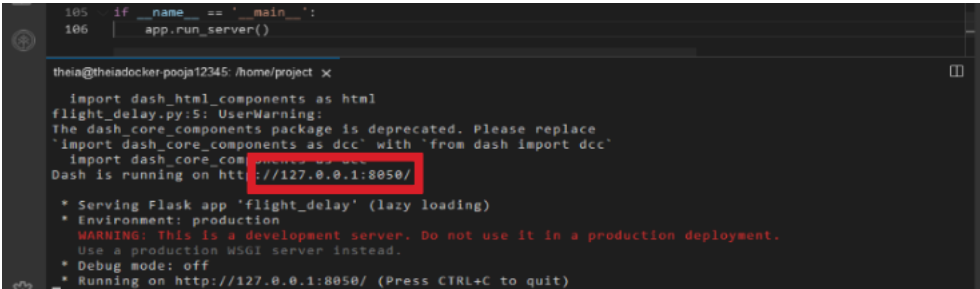 105 if __name__ == '__main__':
106 app.run_server()
theia@theiadocker-pooja12345: /home/project ×
import dash_html_components as html
flight_delay.py:5: UserWarning:
The dash_core_components package is deprecated. Please replace
`import dash_core_components as dcc` with `from dash import dcc`
import dash_core_components as dcc
Dash is running on http://127.0.0.1:8050/
* Serving Flask app 'flight_delay' (lazy loading)
* Environment: production
WARNING: This is a development server. Do not use it in a production deployment.
Use a production WSGI server instead.
* Debug mode: off
* Running on http://127.0.0.1:8050/ (Press CTRL+C to quit)